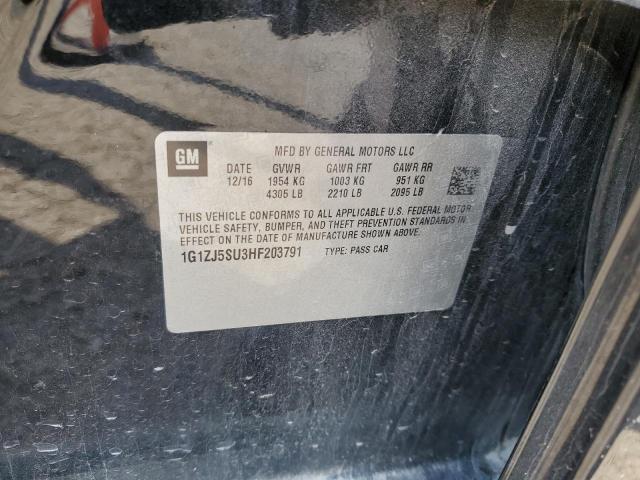 GM
MFD BY GENERAL MOTORS LLC
DATE GVWR GAWR FRT GAWR RR
12/16 1954 KG 1003 KG 951 KG
4305 LB 2210 LB 2095 LB
THIS VEHICLE CONFORMS TO ALL APPLICABLE U.S. FEDERAL MOTOR
VEHICLE SAFETY, BUMPER, AND THEFT PREVENTION STANDARDS IN
EFFECT ON THE DATE OF MANUFACTURE SHOWN ABOVE.
1G1ZJ5SU3HF203791 TYPE: PASS CAR